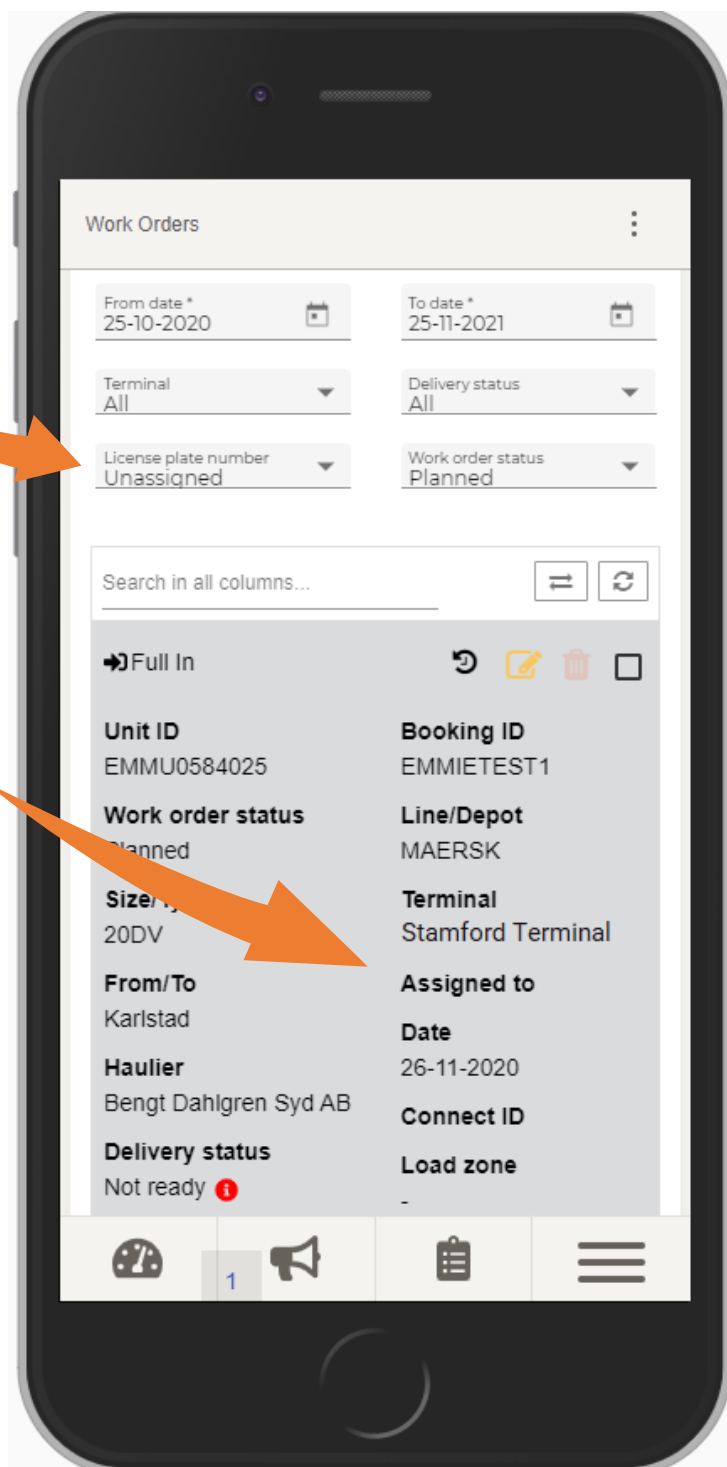 Work Orders
From date *
25-10-2020
To date *
25-11-2021
Terminal
All
Delivery status
All
License plate number
Unassigned
Work order status
Planned
Search in all columns...
Full In
Unit ID
EMMU0584025
Booking ID
EMMIETEST1
Work order status
Planned
Line/Depot
MAERSK
20DV
Terminal
Stamford Terminal
From/To
Karlstad
Assigned to
Date
26-11-2020
Haulier
Bengt Dahlgren Syd AB
Connect ID
Delivery status
Not ready
Load zone
-
1